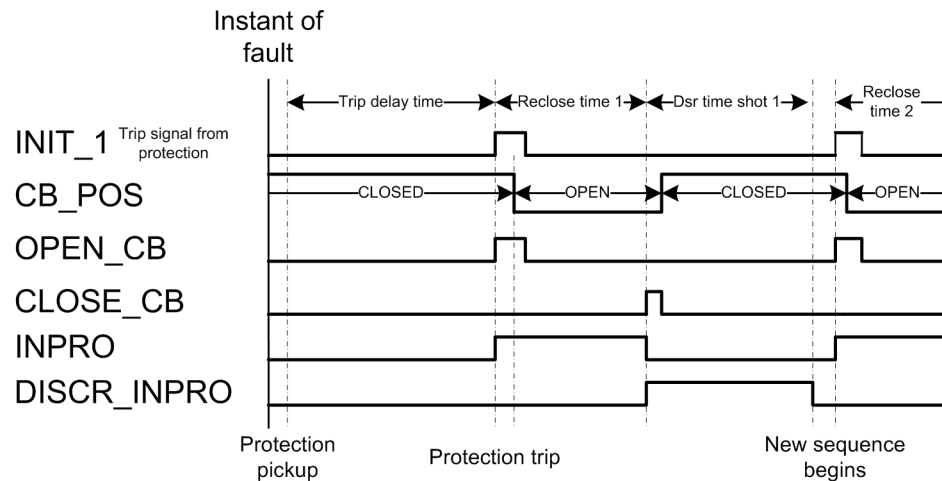 Instant of
fault
Trip delay time
Reclose time 1
Dsr time shot 1
Reclose
time 2
INIT_1
Trip signal from
protection
CB_POS
CLOSED
OPEN
CLOSED
OPEN
OPEN_CB
CLOSE_CB
INPRO
DISCR_INPRO
Protection
pickup
Protection trip
New sequence
begins